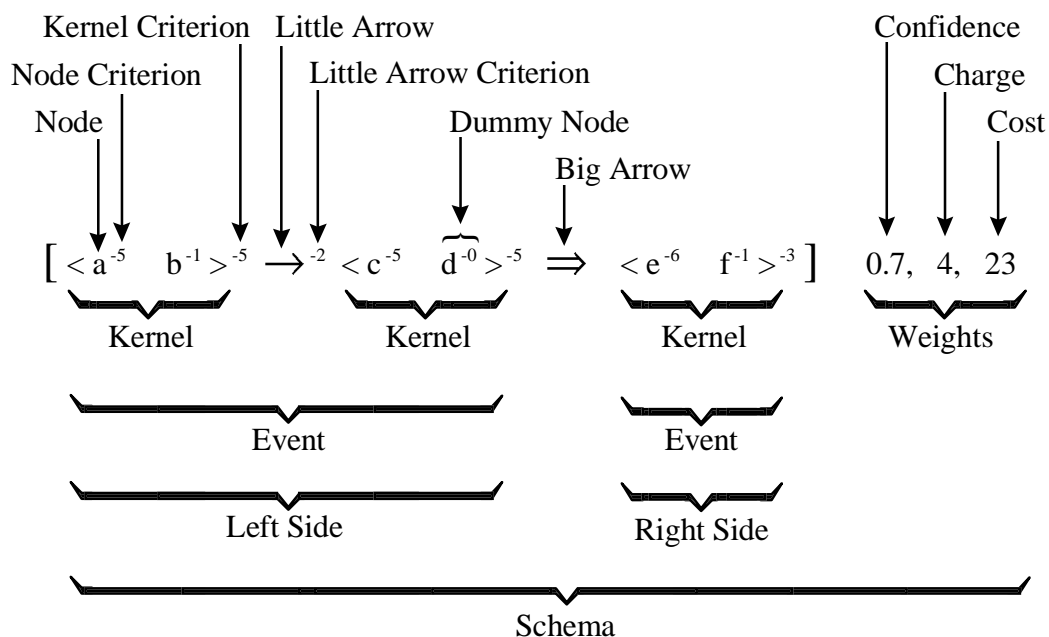 Kernel Criterion Little Arrow Confidence
Node Criterion Little Arrow Criterion Charge
Node Dummy Node Cost
Big Arrow
[ < a⁻⁵ b⁻¹ >⁻⁵ → ⁻² < c⁻⁵ d⁻⁰ >⁻⁵ ⇒ < e⁻⁶ f⁻¹ >⁻³ ] 0.7, 4, 23
Kernel Kernel Kernel Weights
Event Event
Left Side Right Side
Schema